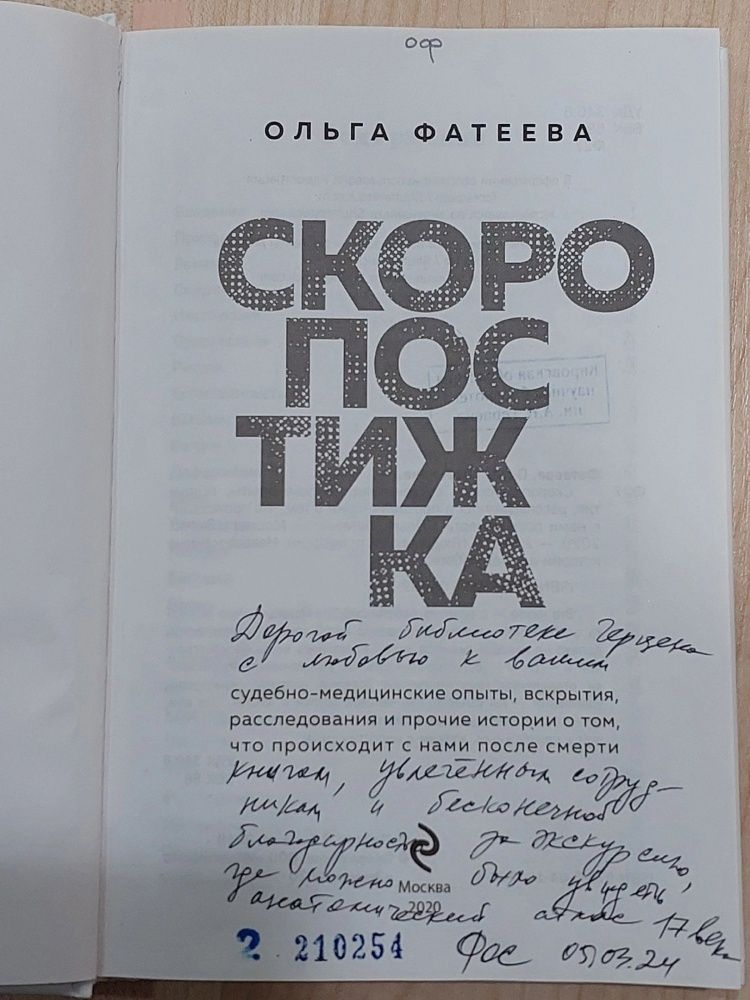 оф
ОЛЬГА ФАТЕЕВА
СКОРО
ПОС
ТИЖ
КА
Дорогой библиотеке Герцена
с любовью к вашим
судебно-медицинские опыты, вскрытия,
расследования и прочие истории о том,
что происходит с нами после смерти
книгам, увлечённым сотруд-
никам и бесконечной
благодарностью за экскурсию,
где можно было увидеть
Москва
2020
анатомический атлас 17 века
2 210254
05.03.24